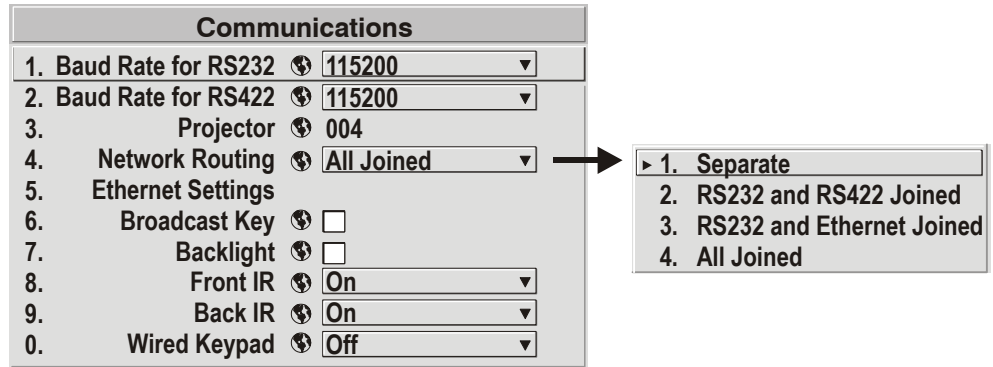 Communications
1. Baud Rate for RS232 115200
2. Baud Rate for RS422 115200
3. Projector 004
4. Network Routing All Joined
5. Ethernet Settings
6. Broadcast Key
7. Backlight
8. Front IR On
9. Back IR On
0. Wired Keypad Off
1. Separate
2. RS232 and RS422 Joined
3. RS232 and Ethernet Joined
4. All Joined